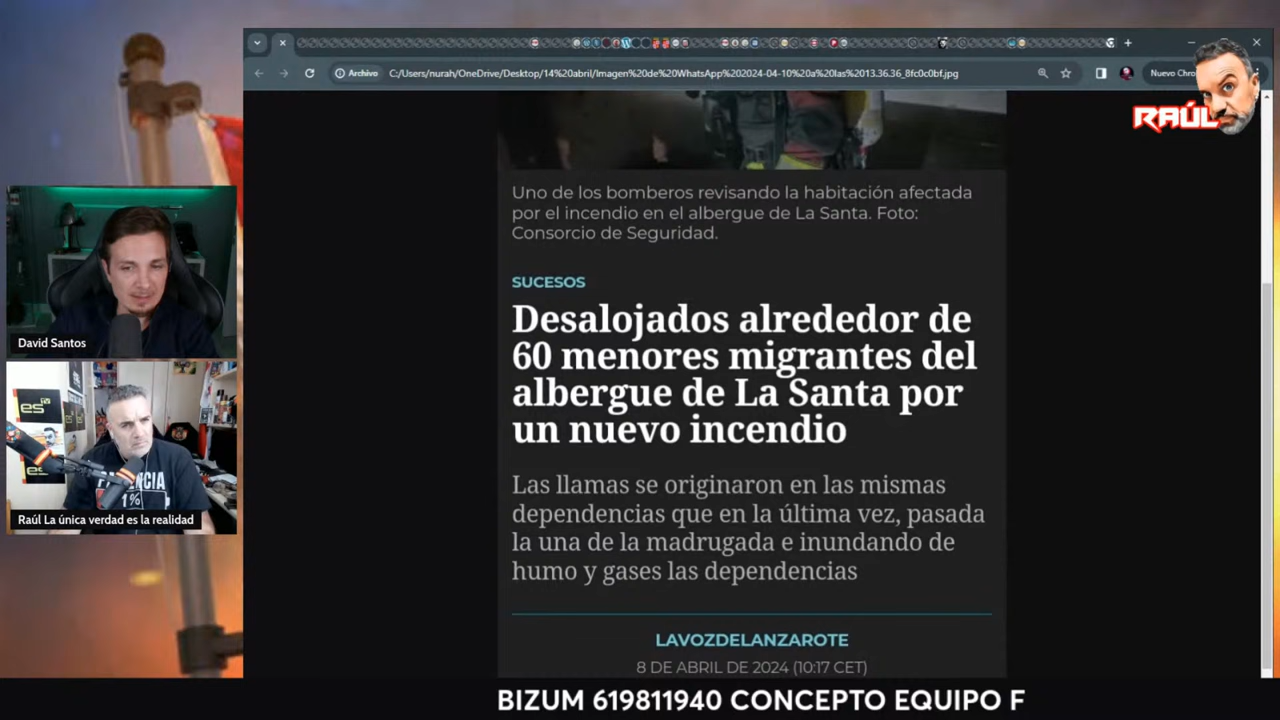 Archivo
C:/Users/nurah/OneDrive/Desktop/14%20abril/Imagen%20de%20WhatsApp%202024-04-10%20a%20las%2013.36.36_8fc0c0bf.jpg
Nuevo Chro
RAÚL
Uno de los bomberos revisando la habitación afectada
por el incendio en el albergue de La Santa. Foto:
Consorcio de Seguridad.
SUCESOS
Desalojados alrededor de
60 menores migrantes del
albergue de La Santa por
un nuevo incendio
Las llamas se originaron en las mismas
dependencias que en la última vez, pasada
la una de la madrugada e inundando de
humo y gases las dependencias
LAVOZDELANZAROTE
8 DE ABRIL DE 2024 (10:17 CET)
David Santos
es
1%
Raúl La única verdad es la realidad
BIZUM 619811940 CONCEPTO EQUIPO F